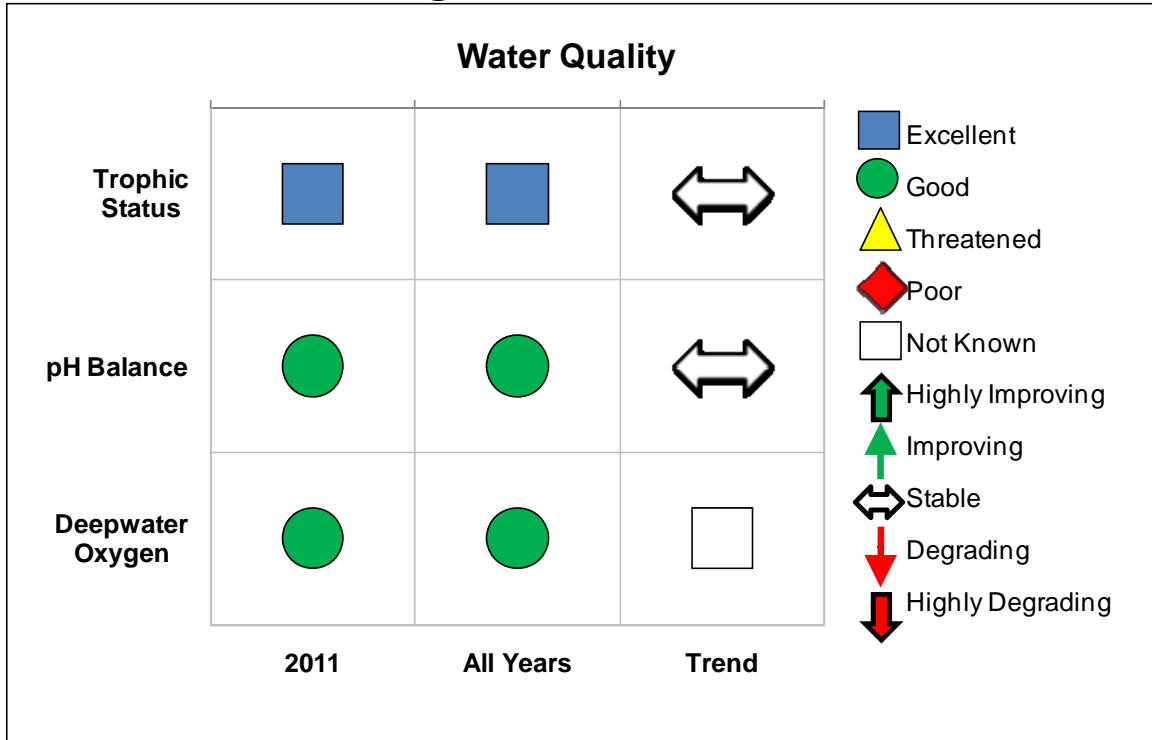 Water Quality
Trophic
Status
pH Balance
Deepwater
Oxygen
2011
All Years
Trend
Excellent
Good
Threatened
Poor
Not Known
Highly Improving
Improving
Stable
Degrading
Highly Degrading